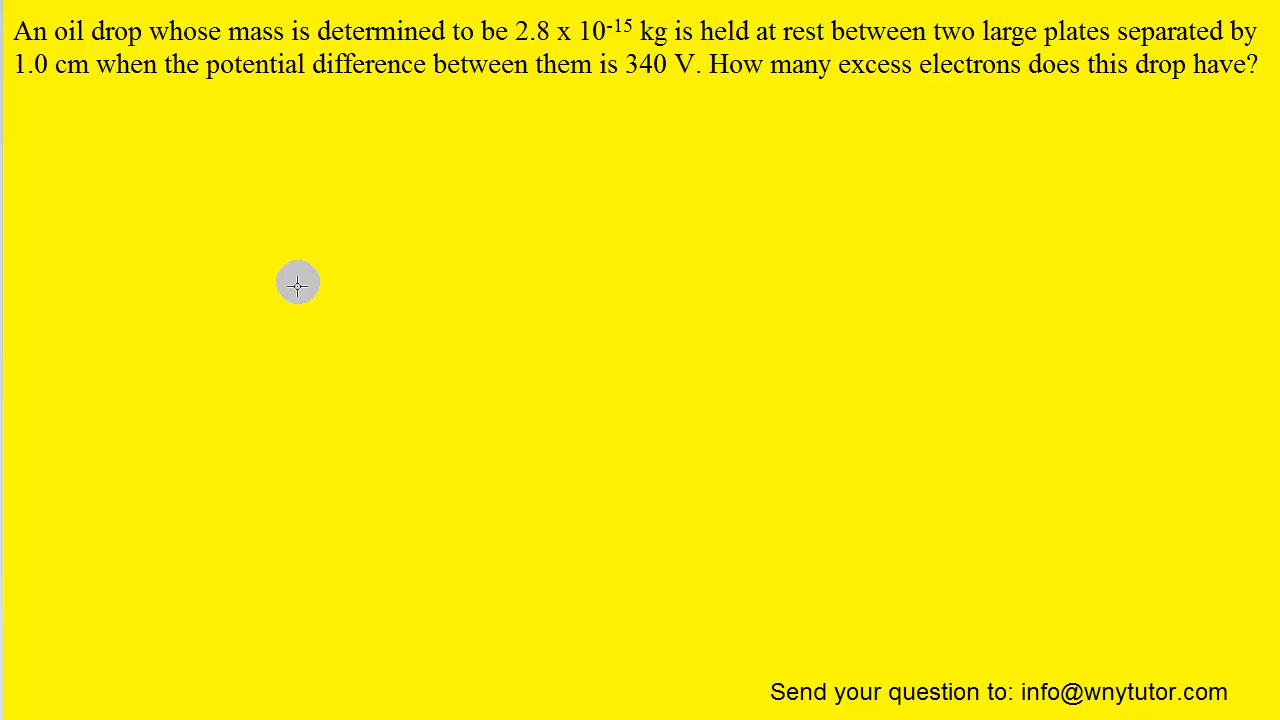 An oil drop whose mass is determined to be 2.8 x 10⁻¹⁵ kg is held at rest between two large plates separated by
1.0 cm when the potential difference between them is 340 V. How many excess electrons does this drop have?
Send your question to: info@wnytutor.com